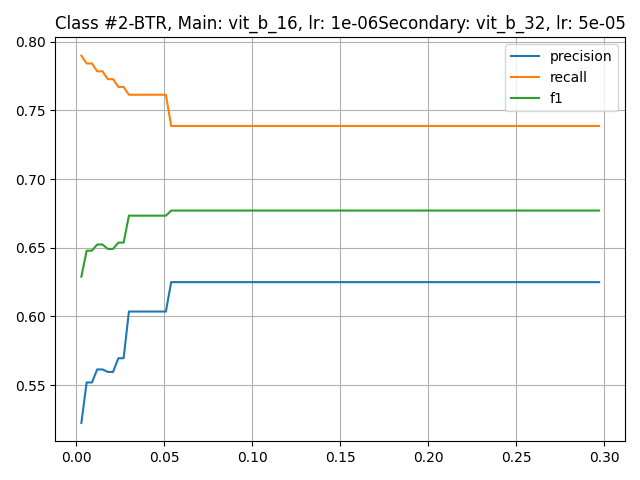 Class #2-BTR, Main: vit_b_16, lr: 1e-06Secondary: vit_b_32, lr: 5e-05
precision
recall
f1
0.80
0.75
0.70
0.65
0.60
0.55
0.00 0.05 0.10 0.15 0.20 0.25 0.30